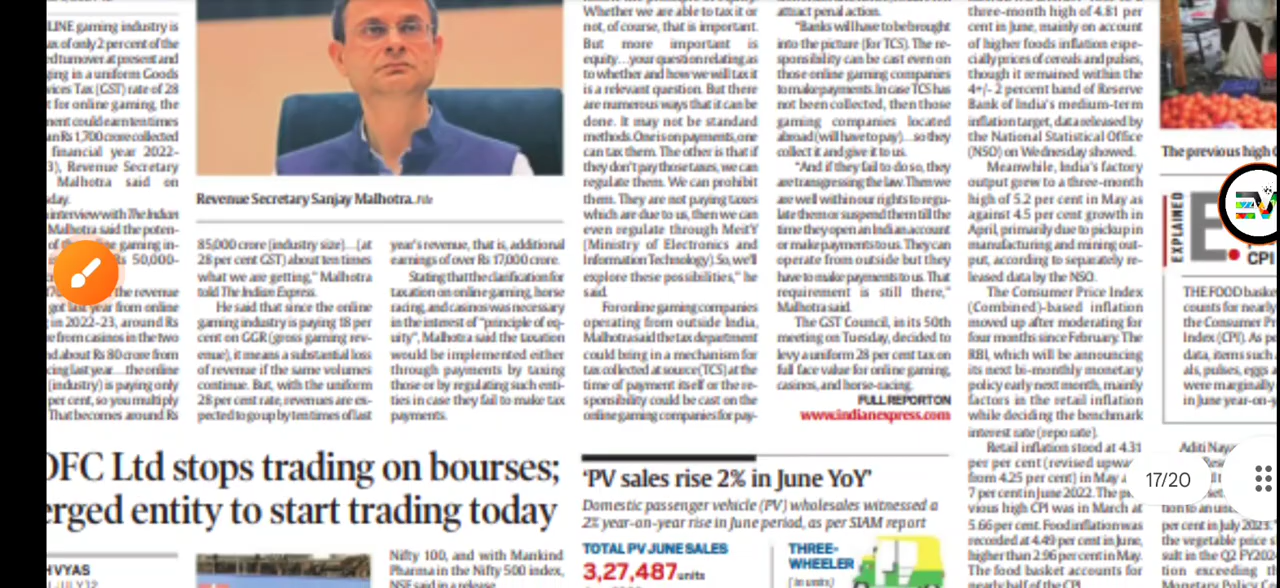 LINE gaming industry is
ax of only 2 per cent of the
ed turnover at present and
ging in a uniform Goods
vices Tax (GST) rate of 28
t for online gaming, the
ment could earn ten times
an Rs 1,700 crore collected
financial year 2022-
3), Revenue Secretary
Malhotra said on
day.
interview with The Indian
Malhotra said the poten-
of the online gaming in-
Rs 50,000-
the revenue
got last year from online
in 2022-23, around Rs
e from casinos in the two
d about Rs 80 crore from
cing last year....the online
(industry) is paying only
per cent, so you multiply
That becomes around Rs
Revenue Secretary Sanjay Malhotra. File
85,000 crore (industry size)....(at
28 per cent GST) about ten times
what we are getting," Malhotra
told The Indian Express.
He said that since the online
gaming industry is paying 18 per
cent on GGR (gross gaming rev-
enue), it means a substantial loss
of revenue if the same volumes
continue. But, with the uniform
28 per cent rate, revenues are ex-
pected to go up by ten times of last
year's revenue, that is, additional
earnings of over Rs 17,000 crore.
Stating that the clarification for
taxation on online gaming, horse
racing, and casinos was necessary
in the interest of "principle of eq-
uity", Malhotra said the taxation
would be implemented either
through payments by taxing
those or by regulating such enti-
ties in case they fail to make tax
payments.
Whether we are able to tax it or
not, of course, that is important.
But more important is
equity...your question relating as
to whether and how we will tax it
is a relevant question. But there
are numerous ways that it can be
done. It may not be standard
methods. One is on payments, one
can tax them. The other is that if
they don't pay those taxes, we can
regulate them. We can prohibit
them. They are not paying taxes
which are due to us, then we can
even regulate through MeitY
(Ministry of Electronics and
Information Technology). So, we'll
explore these possibilities," he
said.
For online gaming companies
operating from outside India,
Malhotra said the tax department
could bring in a mechanism for
tax collected at source (TCS) at the
time of payment itself or the re-
sponsibility could be cast on the
online gaming companies for pay-
attract penal action.
"Banks will have to be brought
into the picture (for TCS). The re-
sponsibility can be cast even on
those online gaming companies
to make payments. In case TCS has
not been collected, then those
gaming companies located
abroad (will have to pay)....so they
collect it and give it to us.
"And if they fail to do so, they
are transgressing the law. Then we
are well within our rights to regu-
late them or suspend them till the
time they open an Indian account
or make payments to us. They can
operate from outside but they
have to make payments to us. That
requirement is still there,"
Malhotra said.
The GST Council, in its 50th
meeting on Tuesday, decided to
levy a uniform 28 per cent tax on
full face value for online gaming,
casinos, and horse-racing.
FULL REPORT ON
www.indianexpress.com
three-month high of 4.81 per
cent in June, mainly on account
of higher foods inflation espe-
cially prices of cereals and pulses,
though it remained within the
4+/- 2 percent band of Reserve
Bank of India's medium-term
inflation target, data released by
the National Statistical Office
(NSO) on Wednesday showed.
Meanwhile, India's factory
output grew to a three-month
high of 5.2 per cent in May as
against 4.5 per cent growth in
April, primarily due to pickup in
manufacturing and mining out-
put, according to separately re-
leased data by the NSO.
The Consumer Price Index
(Combined)-based inflation
moved up after moderating for
four months since February. The
RBI, which will be announcing
its next bi-monthly monetary
policy early next month, mainly
factors in the retail inflation
while deciding the benchmark
interest rate (repo rate).
Retail inflation stood at 4.31
per per cent (revised upwa
from 4.25 per cent) in May a
7 per cent in June 2022. The p
vious high CPI was in March at
5.66 per cent. Food inflation was
recorded at 4.49 per cent in June,
higher than 2.96 per cent in May.
The food basket accounts for
nearly half of the CPI
The previous high
EXPLAINED
E.
CPI
THE FOOD baske
counts for nearly
the Consumer Pr
Index (CPI). As pe
data, items such a
als, pulses, eggs a
were marginally
in June year-on-y
Aditi Nay
17/20
per cent in July 2023.
the vegetable price s
sult in the Q2 FY202
tion exceeding th
DFC Ltd stops trading on bourses;
erged entity to start trading today
H VYAS
Nifty 100, and with Mankind
Pharma in the Nifty 500 index,
NSE said in a release.
'PV sales rise 2% in June YoY'
Domestic passenger vehicle (PV) wholesales witnessed a
2% year-on-year rise in June period, as per SIAM report
TOTAL PV JUNE SALES
3,27,487 units
THREE-
WHEELER
(in units)
EV